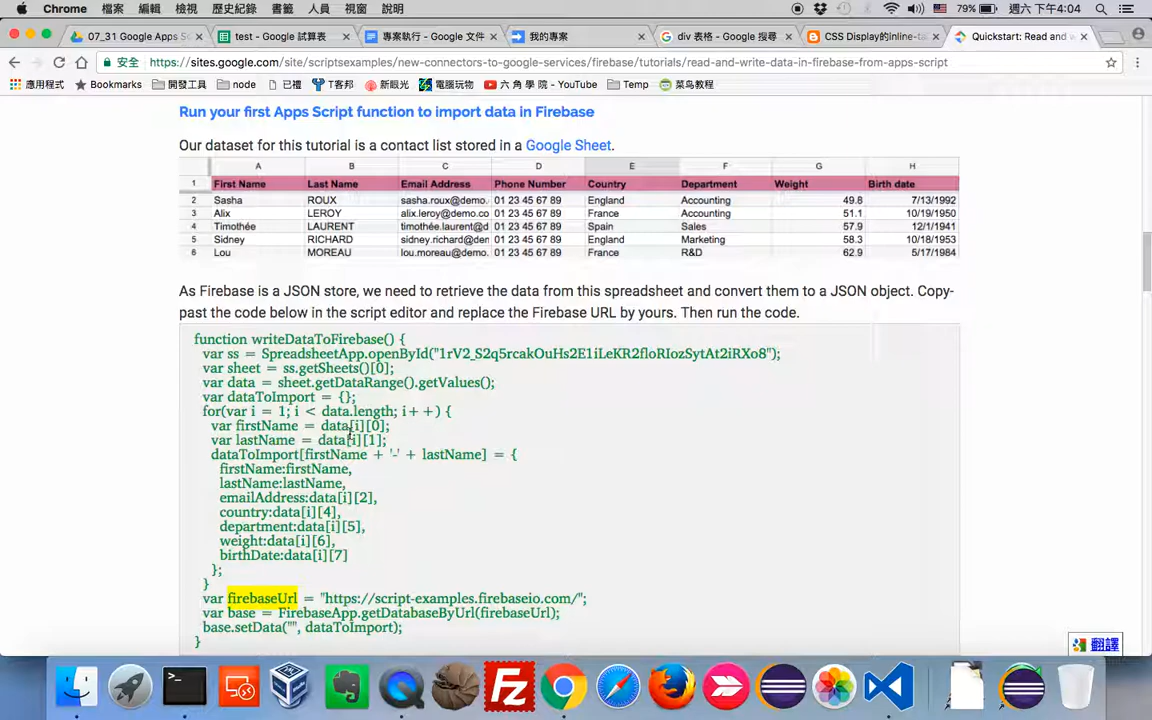 Chrome 檔案 編輯 檢視 歷史紀錄 書籤 人員 視窗 說明 79% 週六 下午4:04
07_31 Google Apps S test - Google 試算表 專案執行 - Google 文件 我的專案 div 表格 - Google 搜尋 CSS Display的inline-ta Quickstart: Read and w
安全 https://sites.google.com/site/scriptsexamples/new-connectors-to-google-services/firebase/tutorials/read-and-write-data-in-firebase-from-apps-script
應用程式 Bookmarks 開發工具 node 已禮 T客邦 新眼光 電腦玩物 六 角 學 院 - YouTube Temp 菜鸟教程
Run your first Apps Script function to import data in Firebase
Our dataset for this tutorial is a contact list stored in a Google Sheet.
A B C D E F G H
1 First Name Last Name Email Address Phone Number Country Department Weight Birth date
2 Sasha ROUX sasha.roux@demo. 01 23 45 67 89 England Accounting 49.8 7/13/1992
3 Alix LEROY alix.leroy@demo.co 01 23 45 67 89 France Accounting 51.1 10/19/1950
4 Timothée LAURENT timothee.laurent@d 01 23 45 67 89 Spain Sales 57.9 12/1/1941
5 Sidney RICHARD sidney.richard@den 01 23 45 67 89 England Marketing 58.3 10/18/1953
6 Lou MOREAU lou.moreau@demo. 01 23 45 67 89 France R&D 62.9 5/17/1984
As Firebase is a JSON store, we need to retrieve the data from this spreadsheet and convert them to a JSON object. Copy-
past the code below in the script editor and replace the Firebase URL by yours. Then run the code.
function writeDataToFirebase() {
var ss = SpreadsheetApp.openById("1rV2_S2q5rcakOuHs2E1iLeKR2floRIozSytAt2iRXo8");
var sheet = ss.getSheets()[0];
var data = sheet.getDataRange().getValues();
var dataToImport = {};
for(var i = 1; i < data.length; i++) {
var firstName = data[i][0];
var lastName = data[i][1];
dataToImport[firstName + '-' + lastName] = {
firstName:firstName,
lastName:lastName,
emailAddress:data[i][2],
country:data[i][4],
department:data[i][5],
weight:data[i][6],
birthDate:data[i][7]
};
}
var firebaseUrl = "https://script-examples.firebaseio.com/";
var base = FirebaseApp.getDatabaseByUrl(firebaseUrl);
base.setData("", dataToImport);
}
翻譯